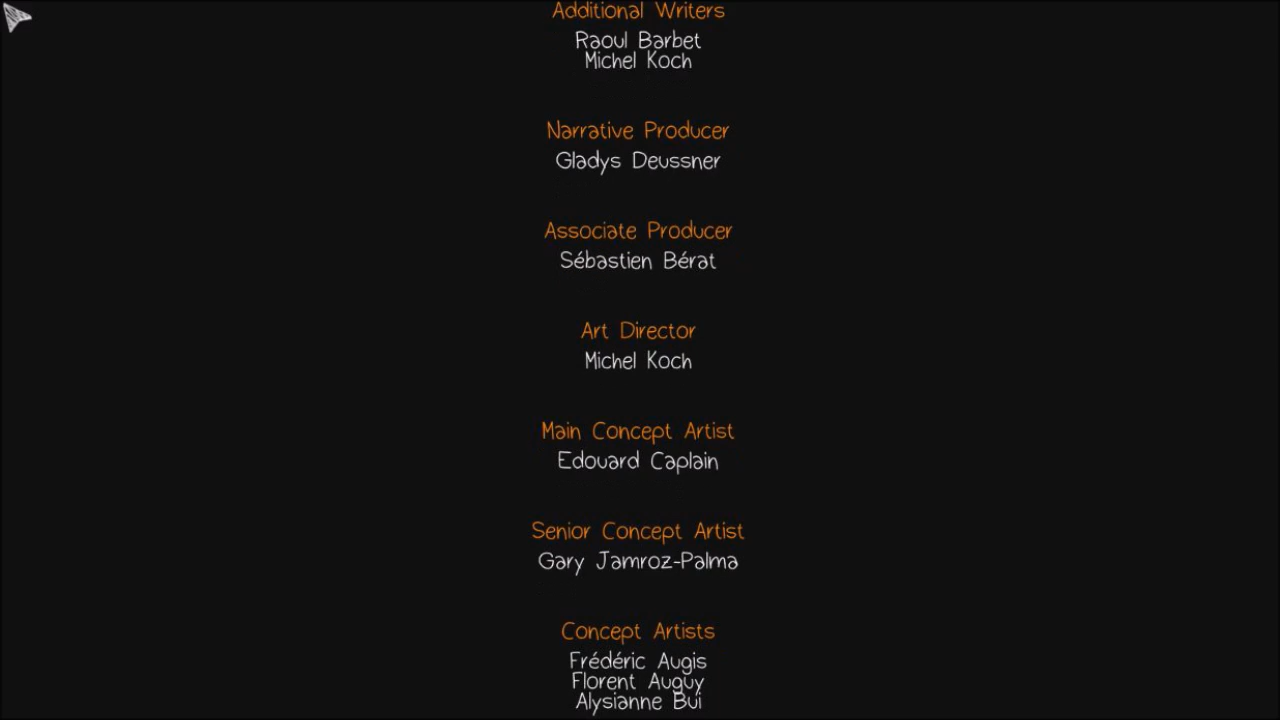 Additional Writers
Raoul Barbet
Michel Koch
Narrative Producer
Gladys Deussner
Associate Producer
Sébastien Bérat
Art Director
Michel Koch
Main Concept Artist
Edouard Caplain
Senior Concept Artist
Gary Jamroz-Palma
Concept Artists
Frédéric Augis
Florent Auguy
Alysianne Bui